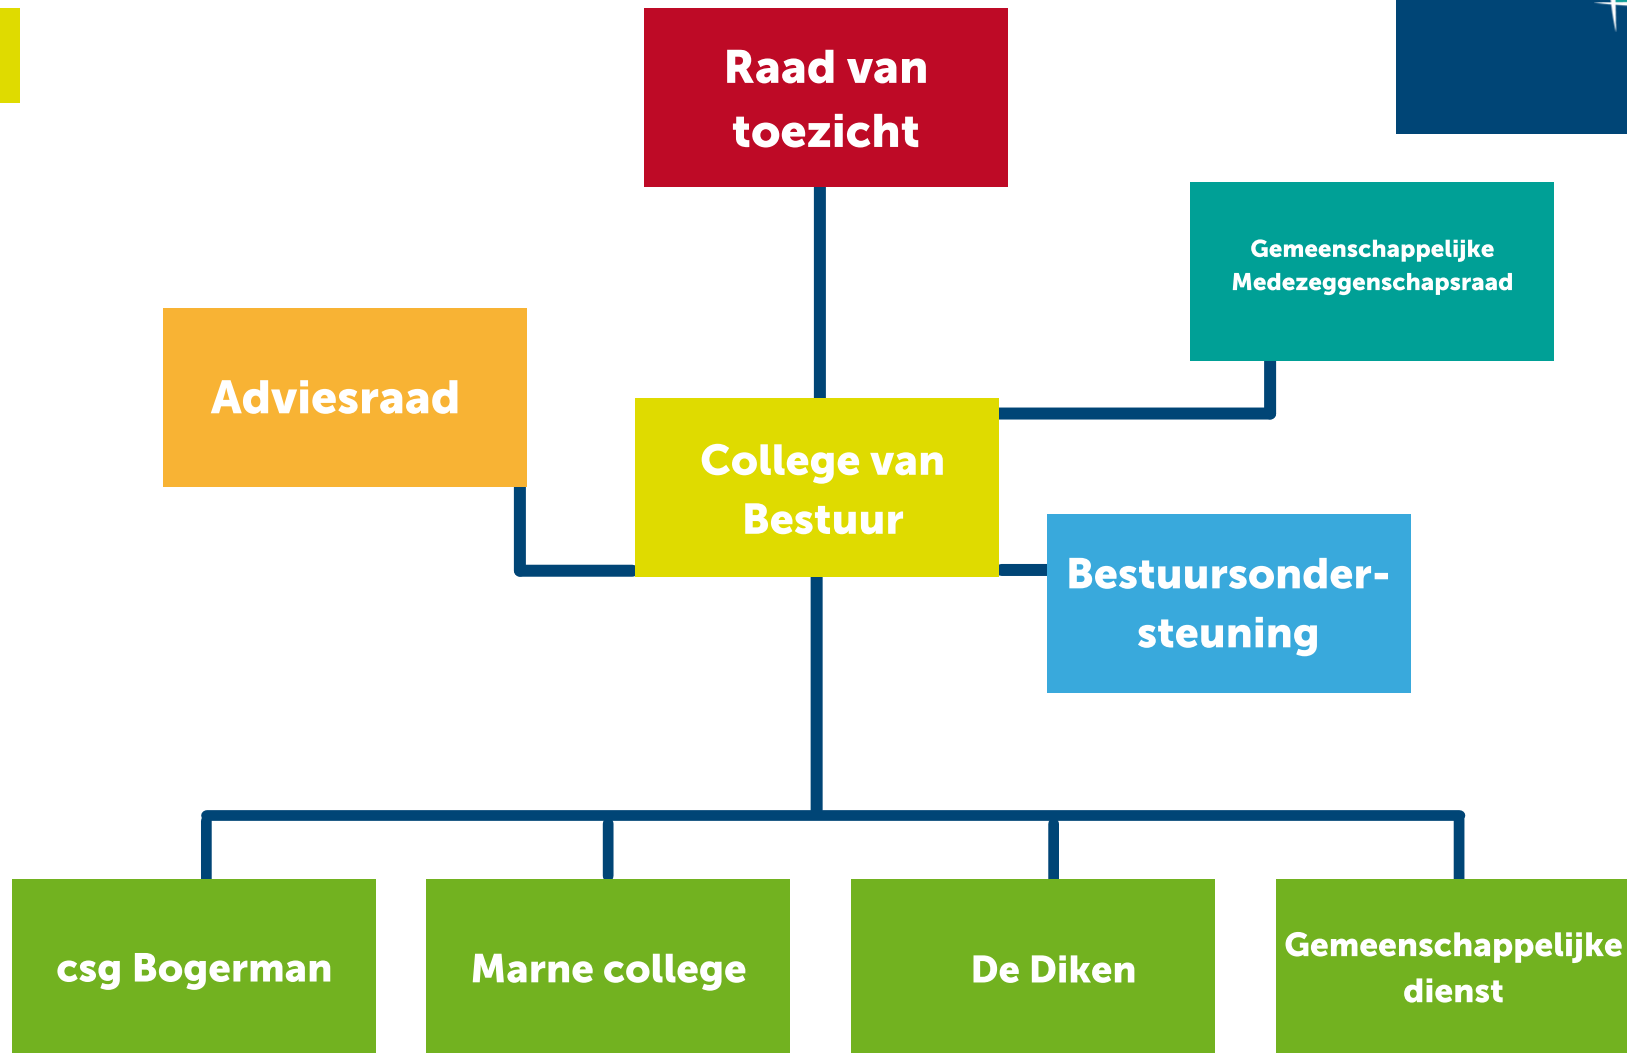 Raad van
toezicht
Gemeenschappelijke
Medezeggenschapsraad
Adviesraad
College van
Bestuur
Bestuursonder-
steuning
csg Bogerman
Marne college
De Diken
Gemeenschappelijke
dienst